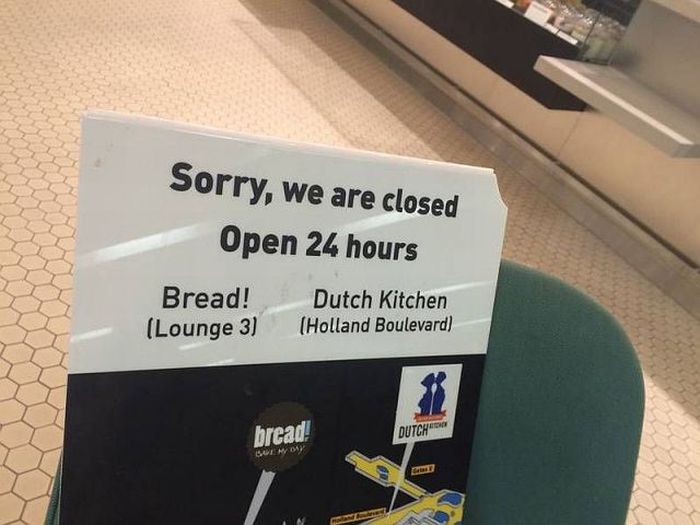 Sorry, we are closed
Open 24 hours
Bread!
(Lounge 3)
Dutch Kitchen
(Holland Boulevard)
bread!
BAKE MY DAY
DUTCH KITCHEN
Gates E
Holland Boulevard